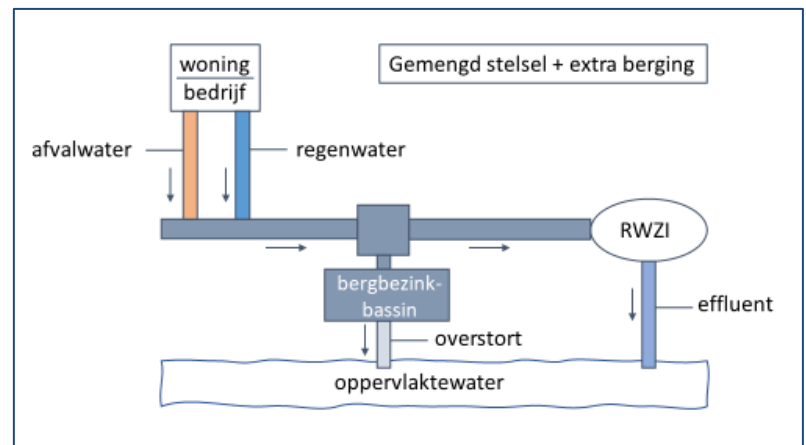 woning
bedrijf
Gemengd stelsel + extra berging
afvalwater
regenwater
RWZI
bergbezink-
bassin
effluent
overstort
oppervlaktewater